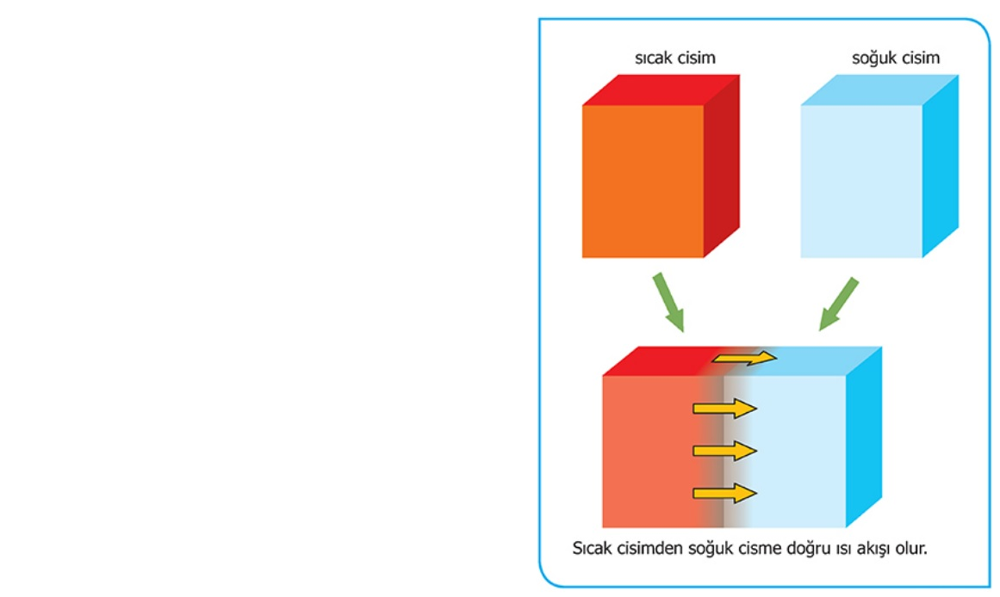 sıcak cisim
soğuk cisim
Sıcak cisimden soğuk cisme doğru ısı akışı olur.